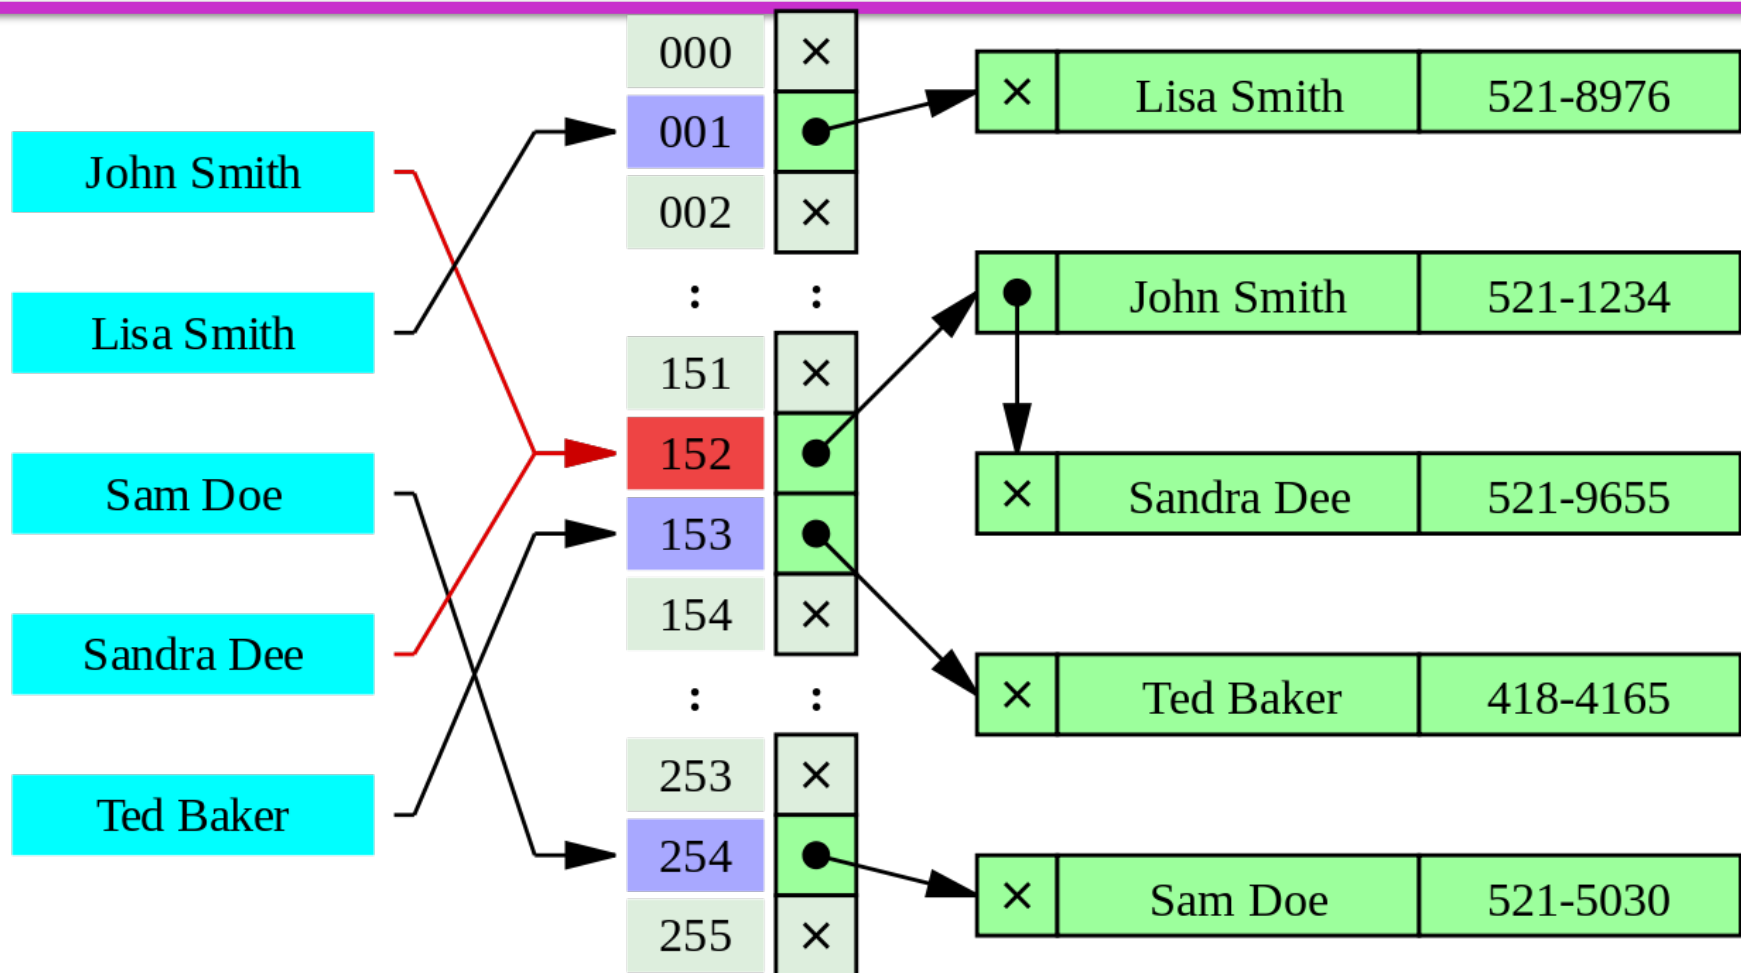 John Smith
Lisa Smith
Sam Doe
Sandra Dee
Ted Baker
000 ×
001
002 ×
: :
151 ×
152
153
154 ×
: :
253 ×
254
255 ×
× Lisa Smith 521-8976
John Smith 521-1234
× Sandra Dee 521-9655
× Ted Baker 418-4165
× Sam Doe 521-5030